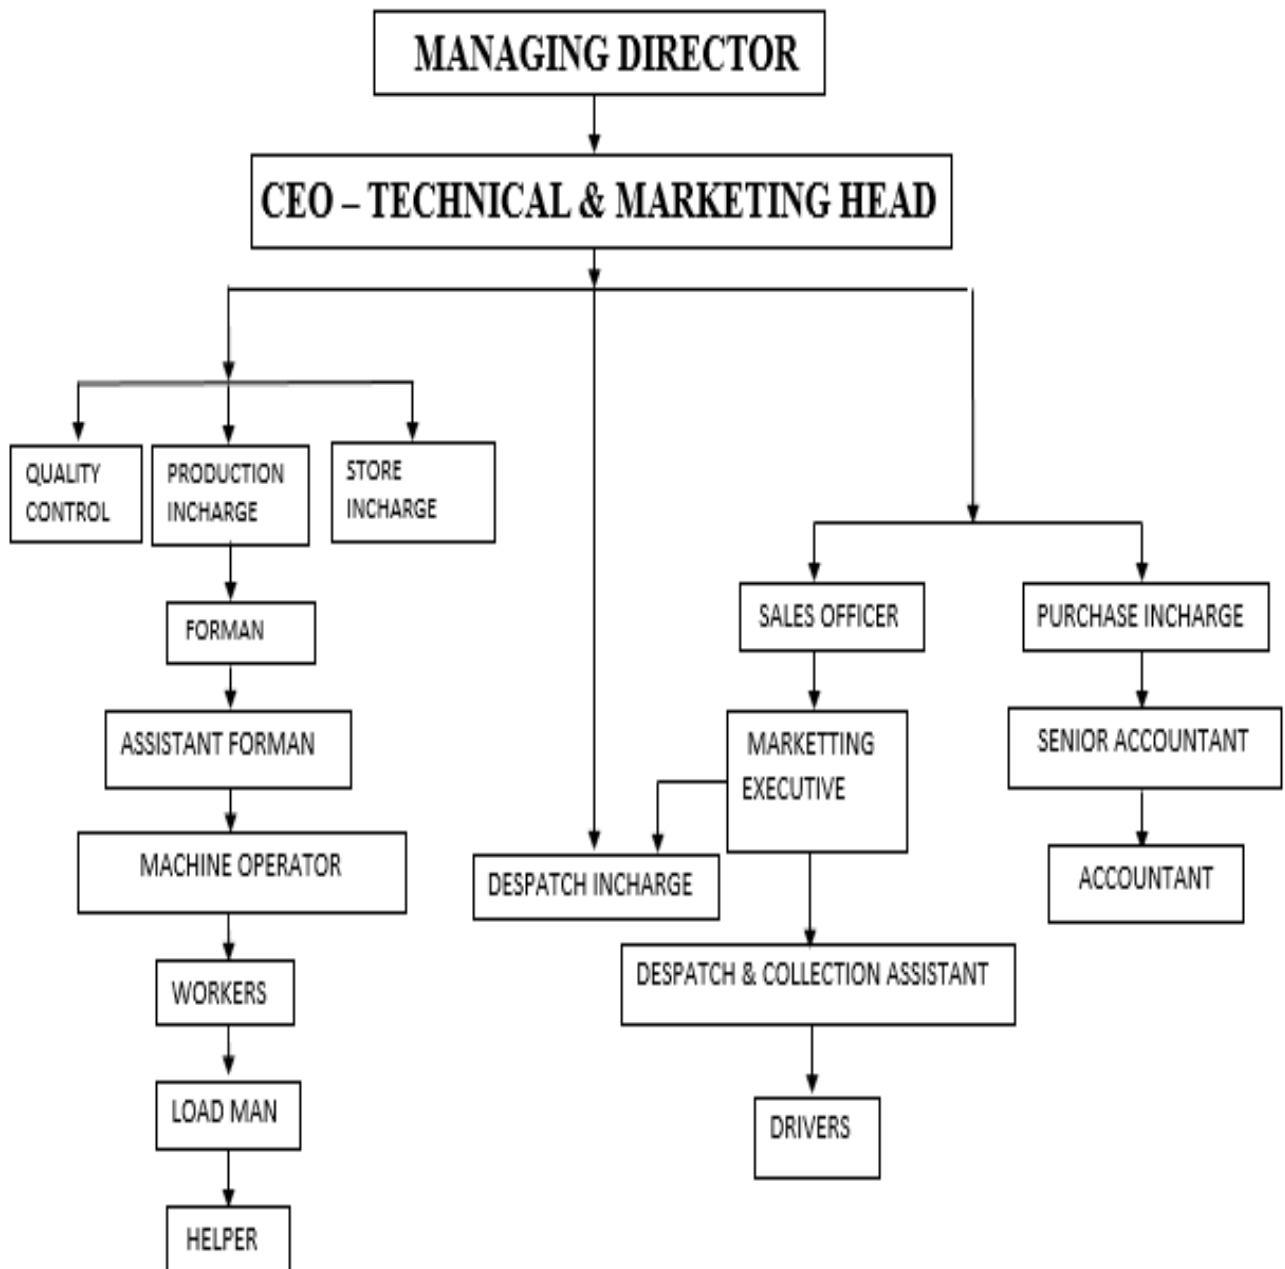 MANAGING DIRECTOR
CEO – TECHNICAL & MARKETING HEAD
QUALITY
CONTROL
PRODUCTION
INCHARGE
STORE
INCHARGE
FORMAN
SALES OFFICER
PURCHASE INCHARGE
ASSISTANT FORMAN
MARKETTING
EXECUTIVE
SENIOR ACCOUNTANT
MACHINE OPERATOR
DESPATCH INCHARGE
ACCOUNTANT
WORKERS
DESPATCH & COLLECTION ASSISTANT
LOAD MAN
DRIVERS
HELPER